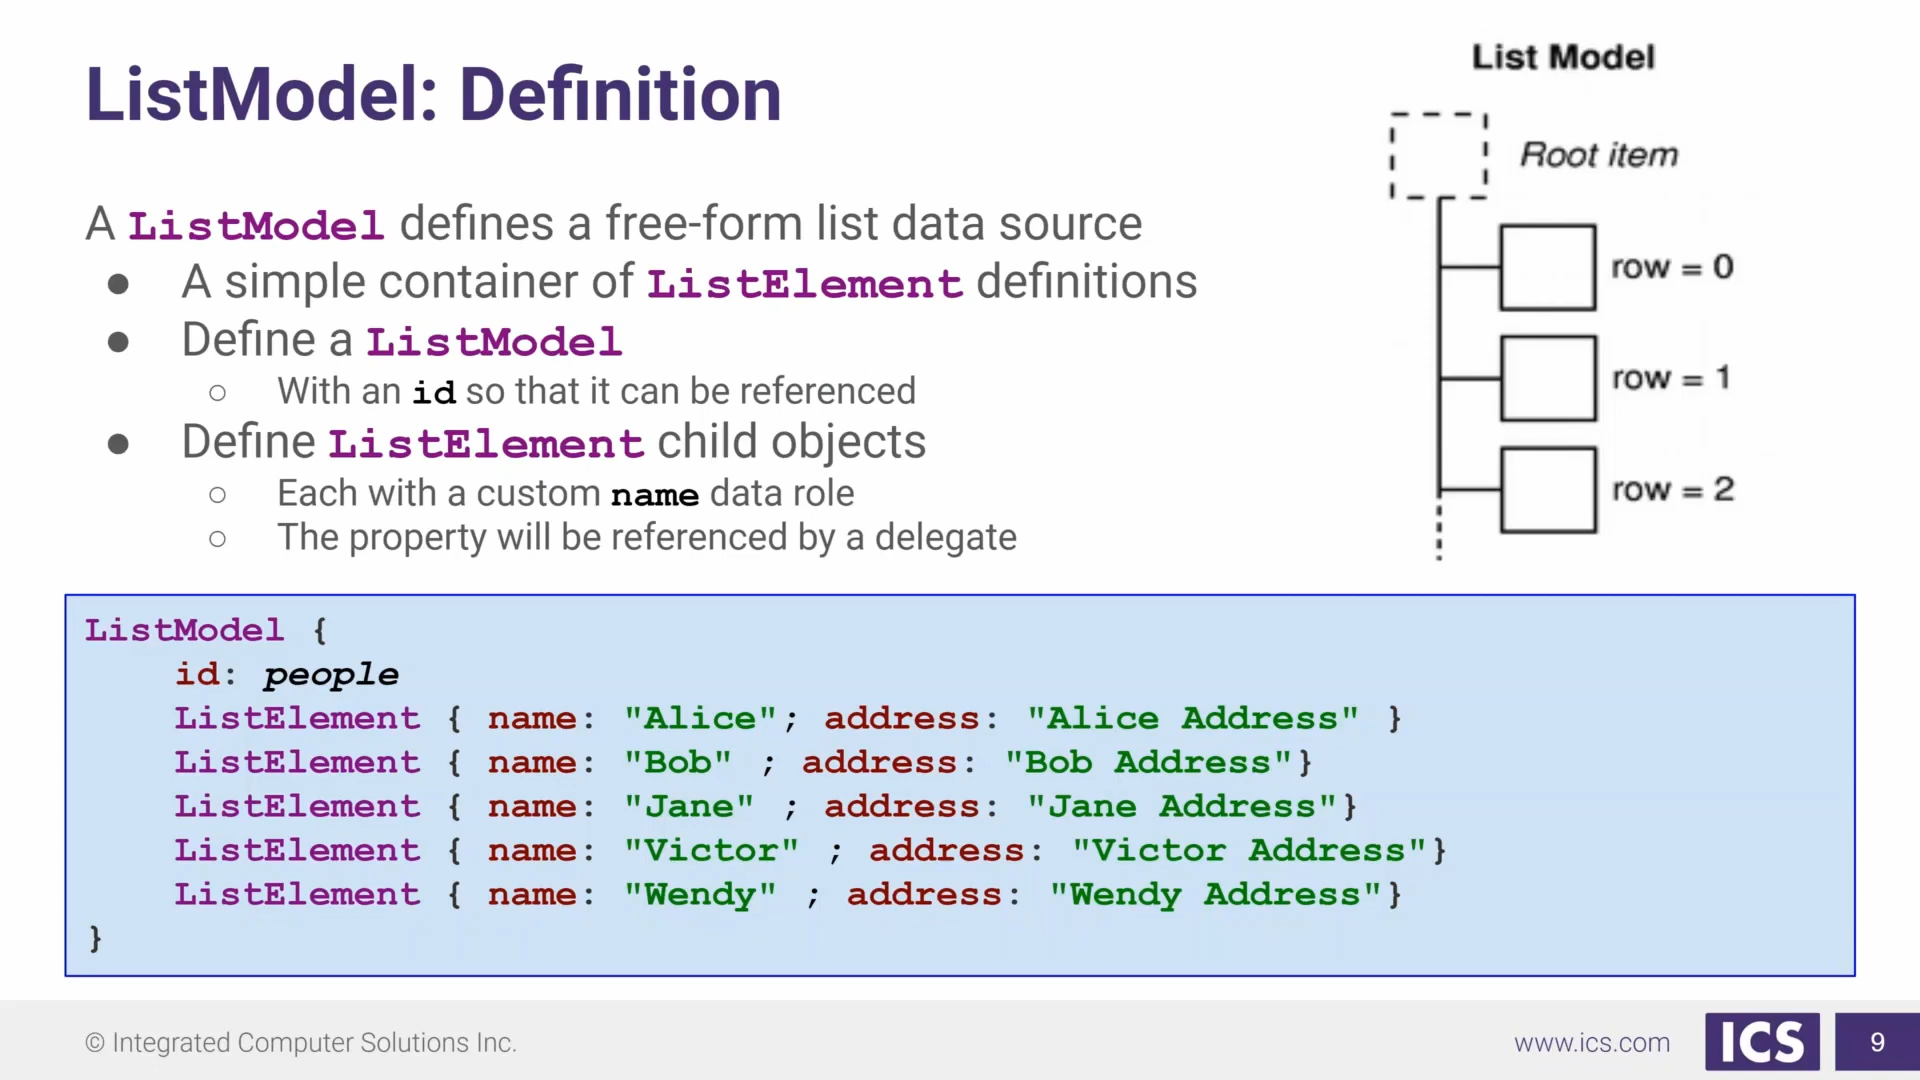 ListModel: Definition
A ListModel defines a free-form list data source
● A simple container of ListElement definitions
● Define a ListModel
○ With an id so that it can be referenced
● Define ListElement child objects
○ Each with a custom name data role
○ The property will be referenced by a delegate
List Model
Root item
row = 0
row = 1
row = 2
ListModel {
    id: people
    ListElement { name: "Alice"; address: "Alice Address" }
    ListElement { name: "Bob" ; address: "Bob Address"}
    ListElement { name: "Jane" ; address: "Jane Address"}
    ListElement { name: "Victor" ; address: "Victor Address"}
    ListElement { name: "Wendy" ; address: "Wendy Address"}
}
© Integrated Computer Solutions Inc.
www.ics.com
ICS
9